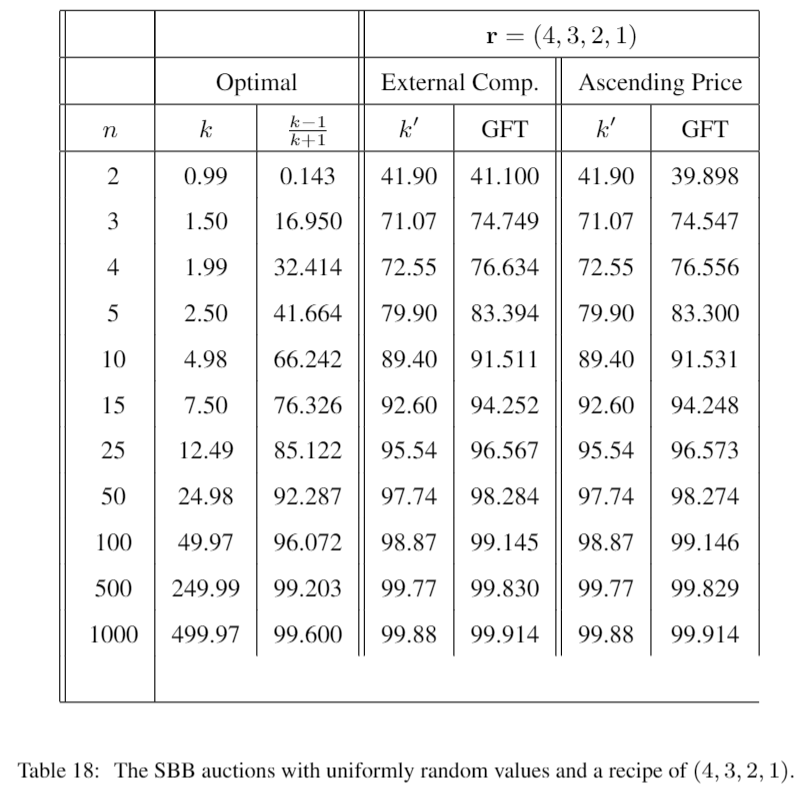 r = (4, 3, 2, 1)
Optimal External Comp. Ascending Price
n k k−1/k+1 k′ GFT k′ GFT
2 0.99 0.143 41.90 41.100 41.90 39.898
3 1.50 16.950 71.07 74.749 71.07 74.547
4 1.99 32.414 72.55 76.634 72.55 76.556
5 2.50 41.664 79.90 83.394 79.90 83.300
10 4.98 66.242 89.40 91.511 89.40 91.531
15 7.50 76.326 92.60 94.252 92.60 94.248
25 12.49 85.122 95.54 96.567 95.54 96.573
50 24.98 92.287 97.74 98.284 97.74 98.274
100 49.97 96.072 98.87 99.145 98.87 99.146
500 249.99 99.203 99.77 99.830 99.77 99.829
1000 499.97 99.600 99.88 99.914 99.88 99.914
Table 18: The SBB auctions with uniformly random values and a recipe of (4, 3, 2, 1).